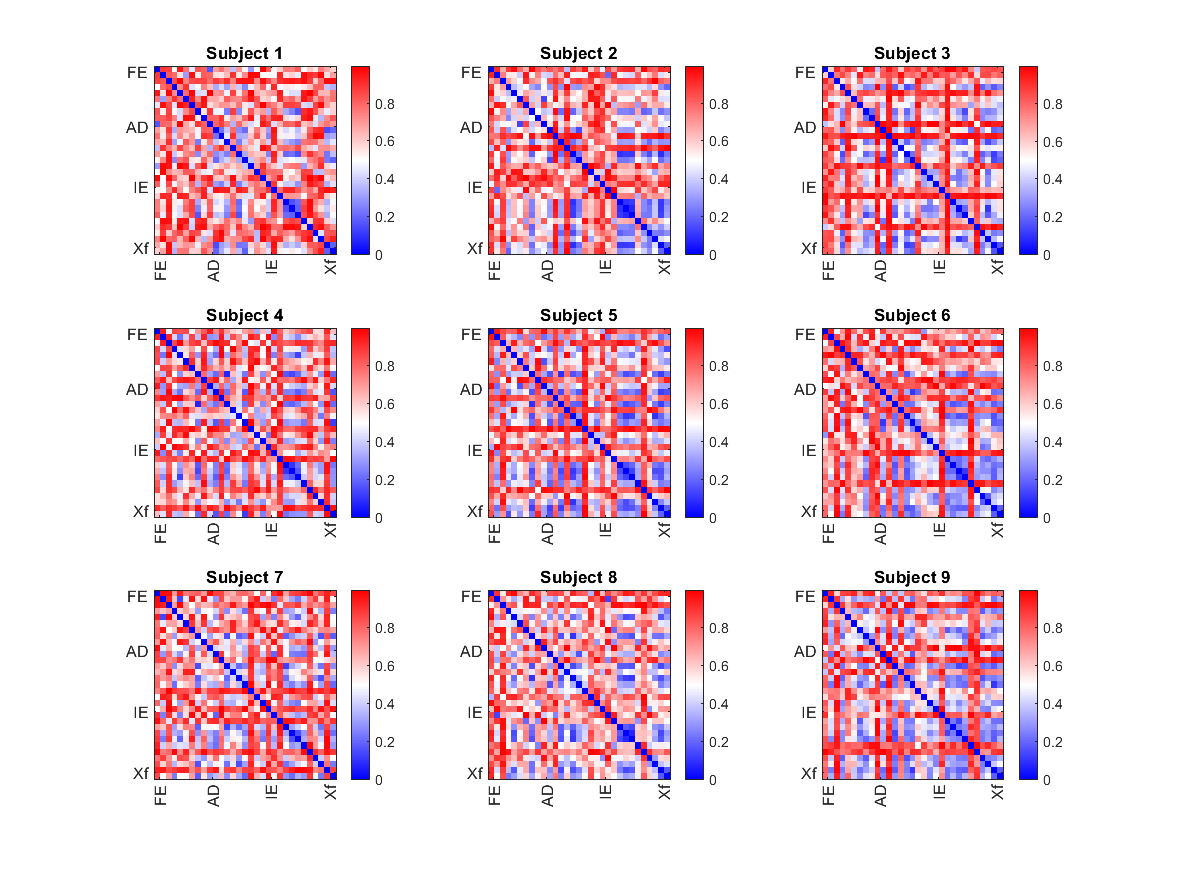 Subject 1
Subject 2
Subject 3
FE
AD
IE
Xf
FE
AD
IE
Xf
0.8
0.6
0.4
0.2
0
FE
AD
IE
Xf
FE
AD
IE
Xf
0.8
0.6
0.4
0.2
0
FE
AD
IE
Xf
FE
AD
IE
Xf
0.8
0.6
0.4
0.2
0
Subject 4
Subject 5
Subject 6
FE
AD
IE
Xf
FE
AD
IE
Xf
0.8
0.6
0.4
0.2
0
FE
AD
IE
Xf
FE
AD
IE
Xf
0.8
0.6
0.4
0.2
0
FE
AD
IE
Xf
FE
AD
IE
Xf
0.8
0.6
0.4
0.2
0
Subject 7
Subject 8
Subject 9
FE
AD
IE
Xf
FE
AD
IE
Xf
0.8
0.6
0.4
0.2
0
FE
AD
IE
Xf
FE
AD
IE
Xf
0.8
0.6
0.4
0.2
0
FE
AD
IE
Xf
FE
AD
IE
Xf
0.8
0.6
0.4
0.2
0